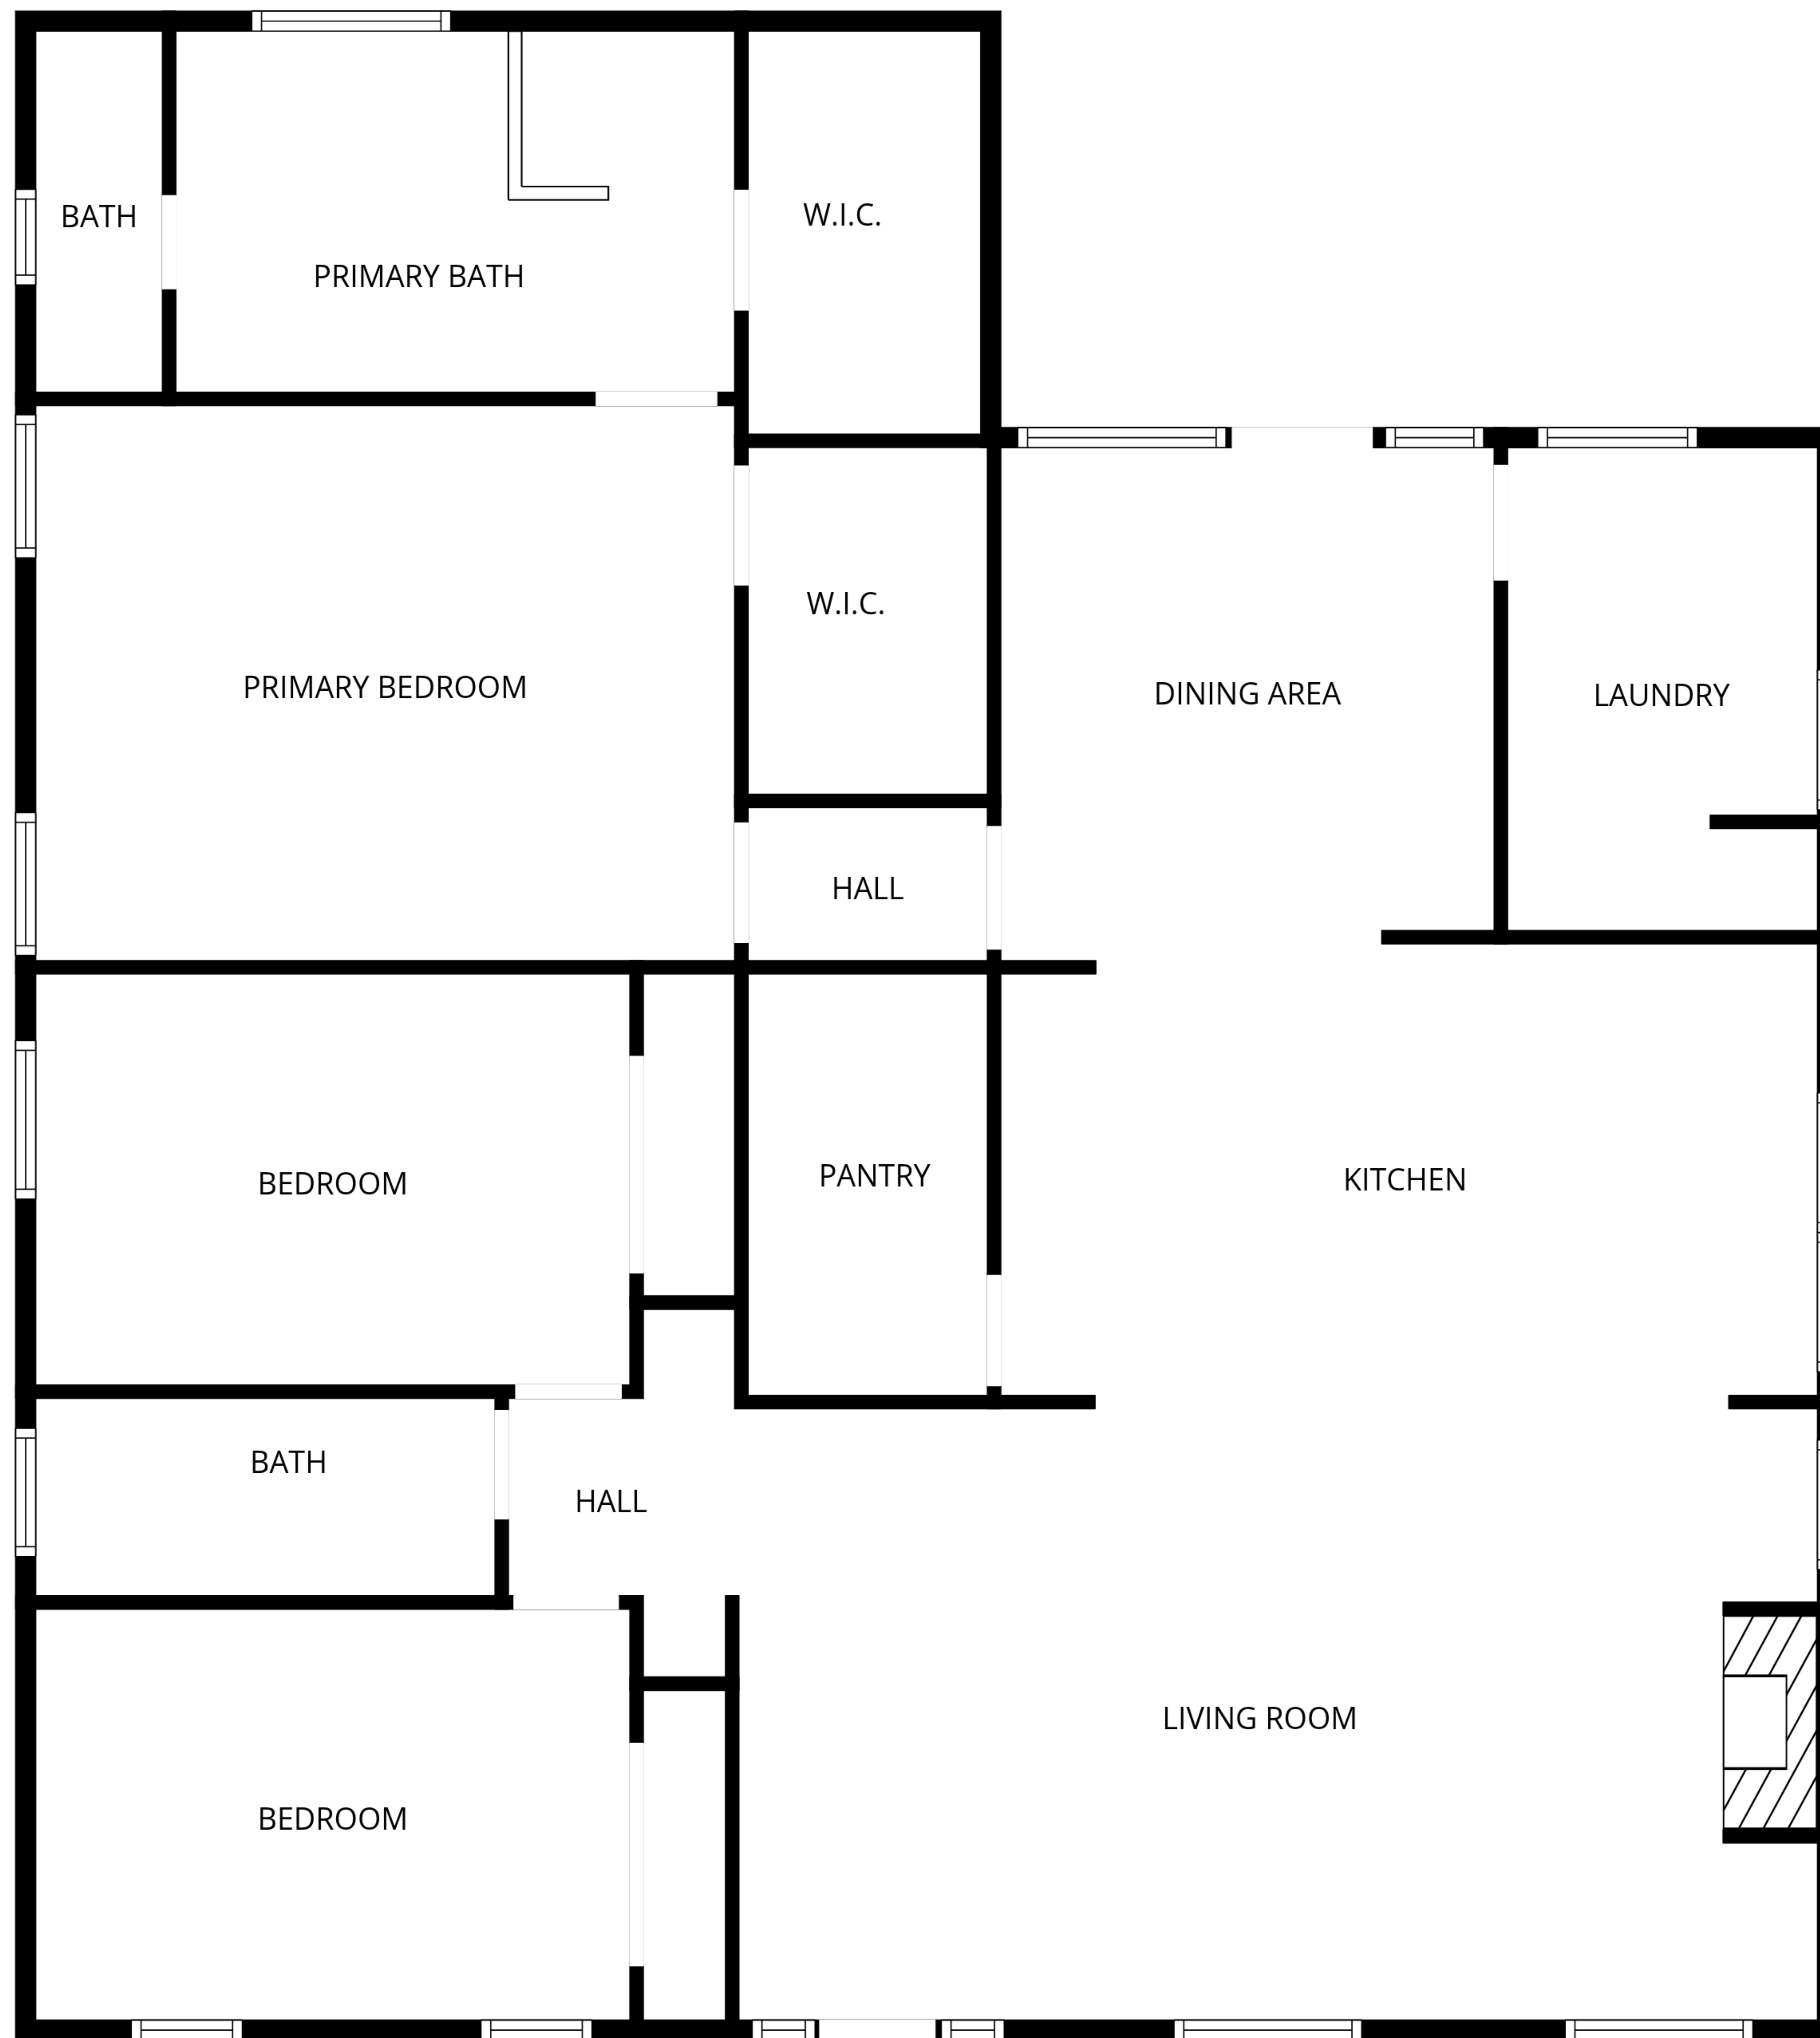 BATH
W.I.C.
PRIMARY BATH
W.I.C.
PRIMARY BEDROOM
DINING AREA
LAUNDRY
HALL
PANTRY
KITCHEN
BEDROOM
BATH
HALL
LIVING ROOM
BEDROOM